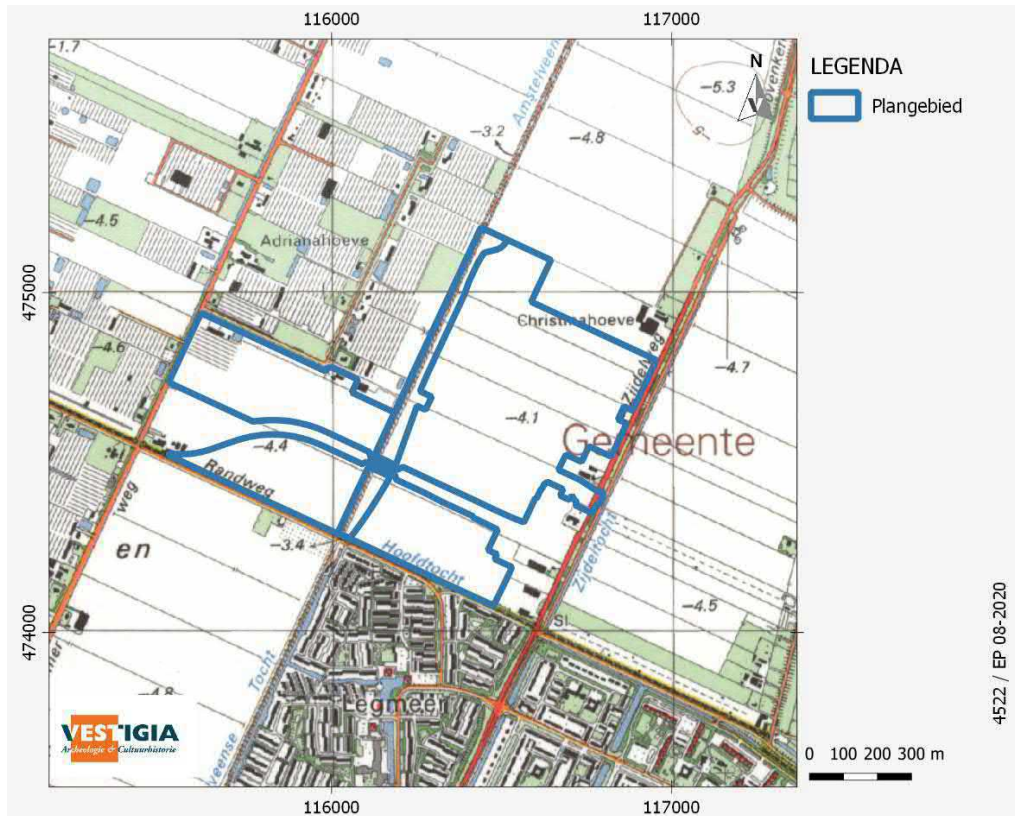 116000
117000
LEGENDA
Plangebied
N
-1.7
-5.3
Amstelveen
-3.2
-4.8
-4.5
Adrianahoeve
475000
Christinahoeve
-4.6
Zijdelweg
-4.7
-4.1
Gemeente
-4.4
Randweg
weg
en
-3.4
Hoofdtocht
Zijdeltocht
-4.5
474000
Sl
Tocht
-4.8
Legmeer
VESTIGIA
Archeologie & Cultuurhistorie
veense
0 100 200 300 m
4522 / EP 08-2020
116000
117000